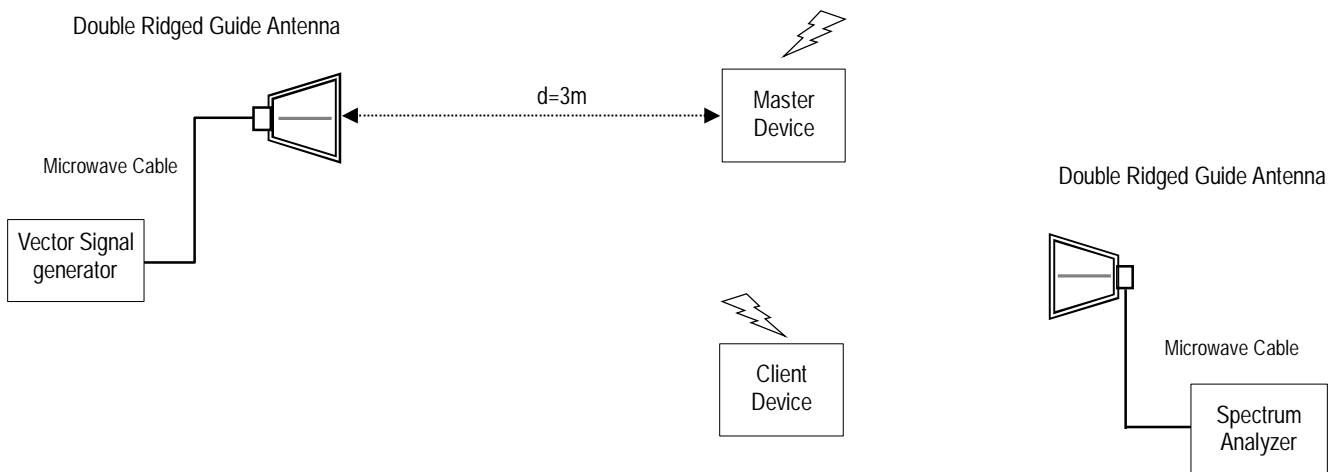 Double Ridged Guide Antenna
d=3m
Master
Device
Microwave Cable
Double Ridged Guide Antenna
Vector Signal
generator
Client
Device
Microwave Cable
Spectrum
Analyzer